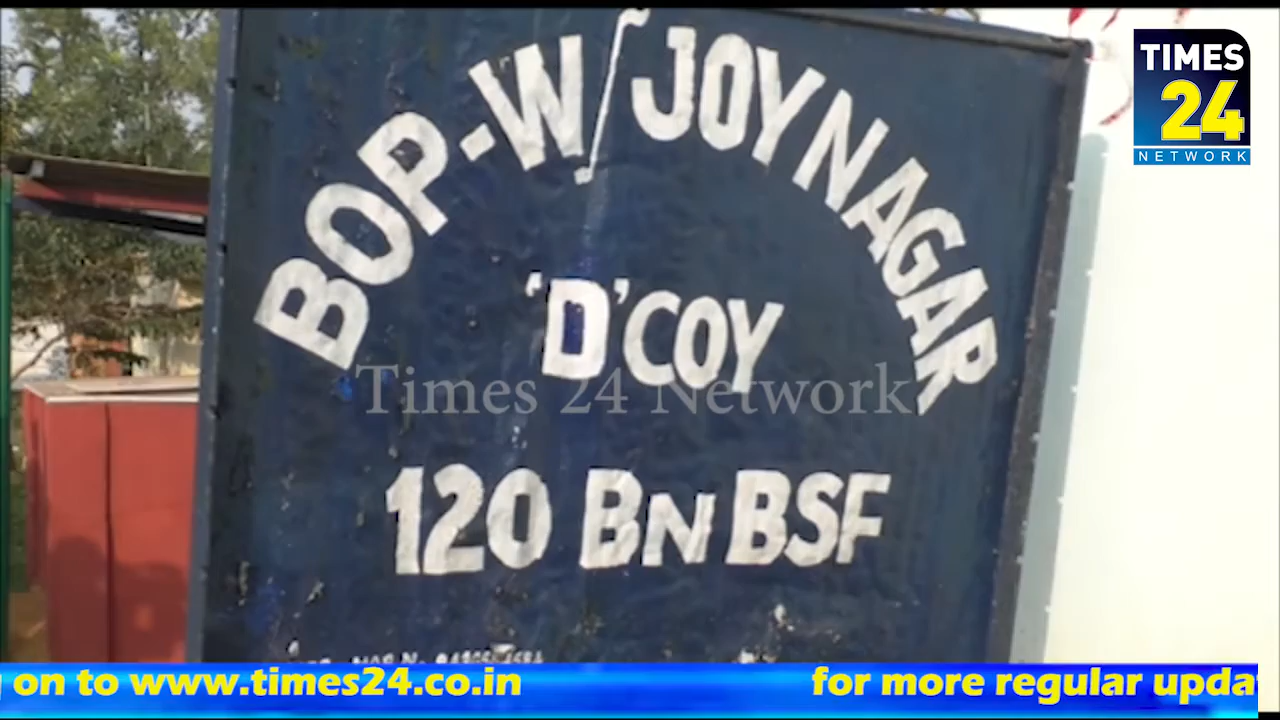 BOP-W/JOYNAGAR
'D' COY
Times 24 Network
120 BN BSF
TIMES
24
NETWORK
on to www.times24.co.in for more regular